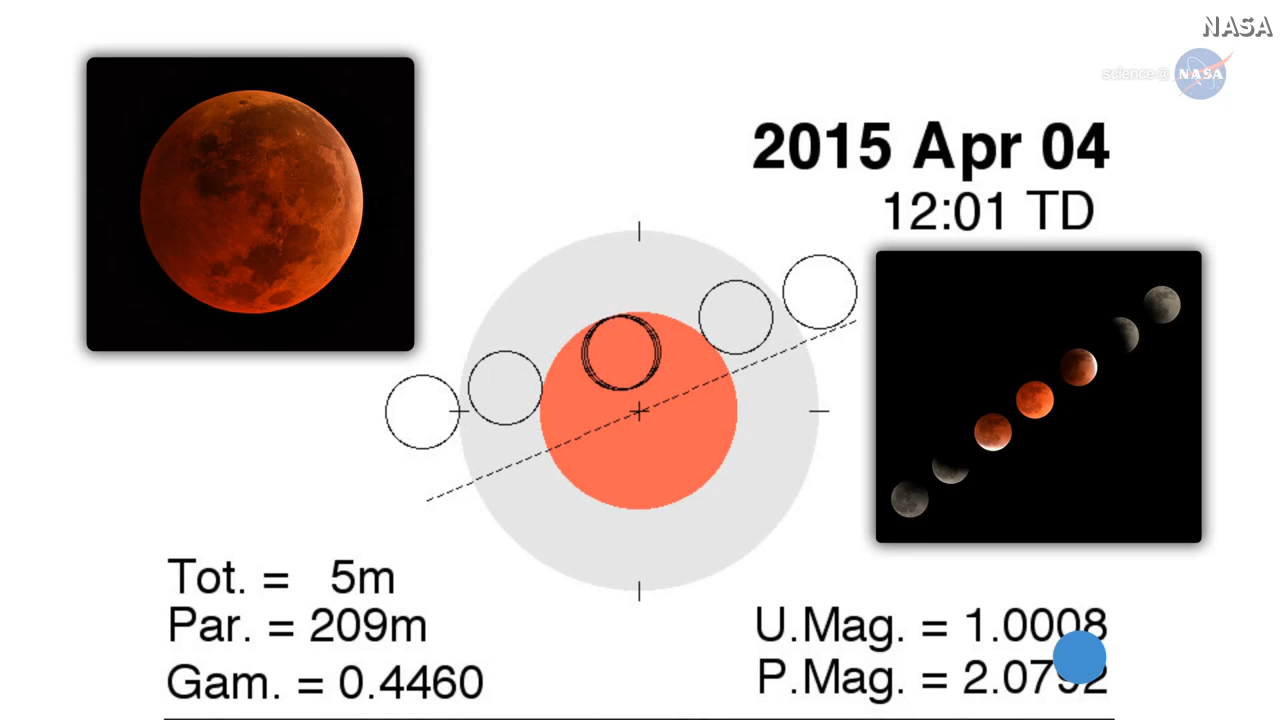 NASA
science@
NASA
2015 Apr 04
12:01 TD
Tot. = 5m
Par. = 209m
Gam. = 0.4460
U.Mag. = 1.0008
P.Mag. =